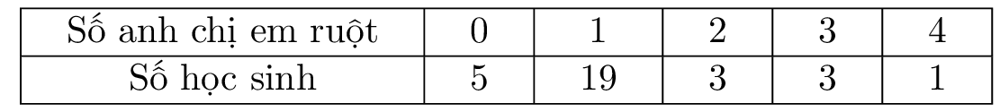 Số anh chị em ruột 0 1 2 3 4
Số học sinh 5 19 3 3 1